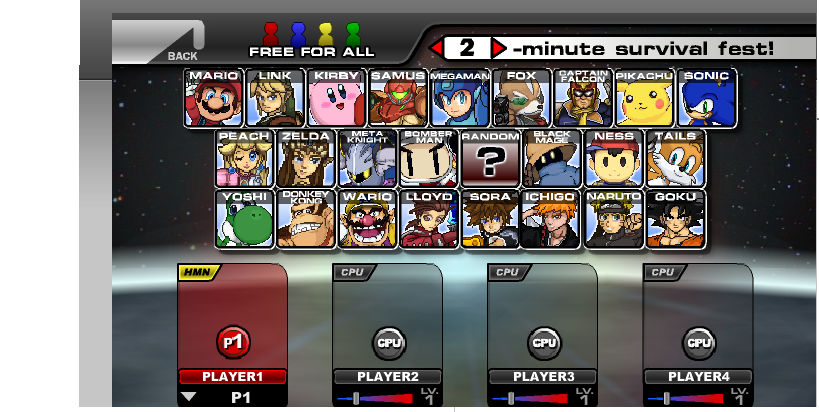 BACK
FREE FOR ALL
2 -minute survival fest!
MARIO LINK KIRBY SAMUS MEGAMAN FOX CAPTAIN FALCON PIKACHU SONIC
PEACH ZELDA META KNIGHT BOMBER MAN RANDOM BLACK MAGE NESS TAILS
?
YOSHI DONKEY KONG WARIO LLOYD SORA ICHIGO NARUTO GOKU
HMN CPU CPU CPU
P1 CPU CPU CPU
PLAYER1 PLAYER2 PLAYER3 PLAYER4
P1 LV. 1 LV. 1 LV. 1